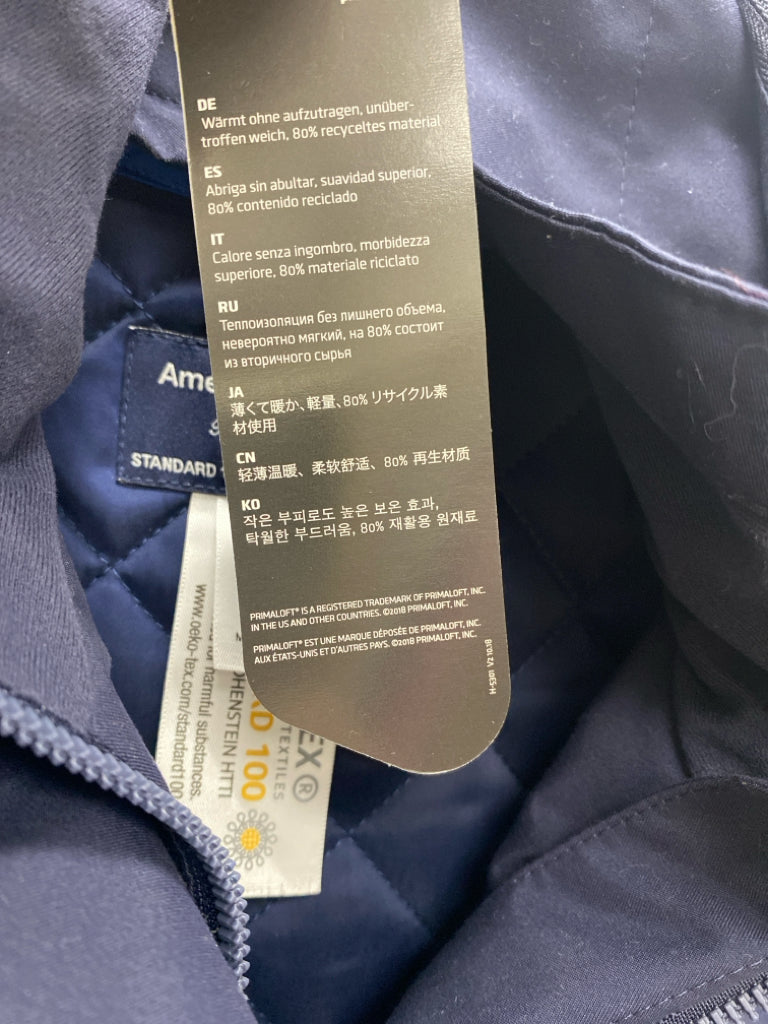 DE
Wärmt ohne aufzutragen, unüber-
troffen weich, 80% recyceltes material
ES
Abriga sin abultar, suavidad superior,
80% contenido reciclado
IT
Calore senza ingombro, morbidezza
superiore, 80% materiale riciclato
RU
Теплоизоляция без лишнего объема,
невероятно мягкий, на 80% состоит
из вторичного сырья
JA
薄くて暖か、軽量、80% リサイクル素
材使用
CN
轻薄温暖、柔软舒适、80% 再生材质
KO
작은 부피로도 높은 보온 효과,
탁월한 부드러움, 80% 재활용 원재료
PRIMALOFT® IS A REGISTERED TRADEMARK OF PRIMALOFT, INC.
IN THE US AND OTHER COUNTRIES. ©2018 PRIMALOFT, INC.
PRIMALOFT® EST UNE MARQUE DÉPOSÉE DE PRIMALOFT, INC.
AUX ÉTATS-UNIS ET D'AUTRES PAYS. ©2018 PRIMALOFT, INC.
H-5301 V2 10.18
STANDARD
100
TEXTILES
HOHENSTEIN HTTI
for harmful substances.
www.oeko-tex.com/standard100